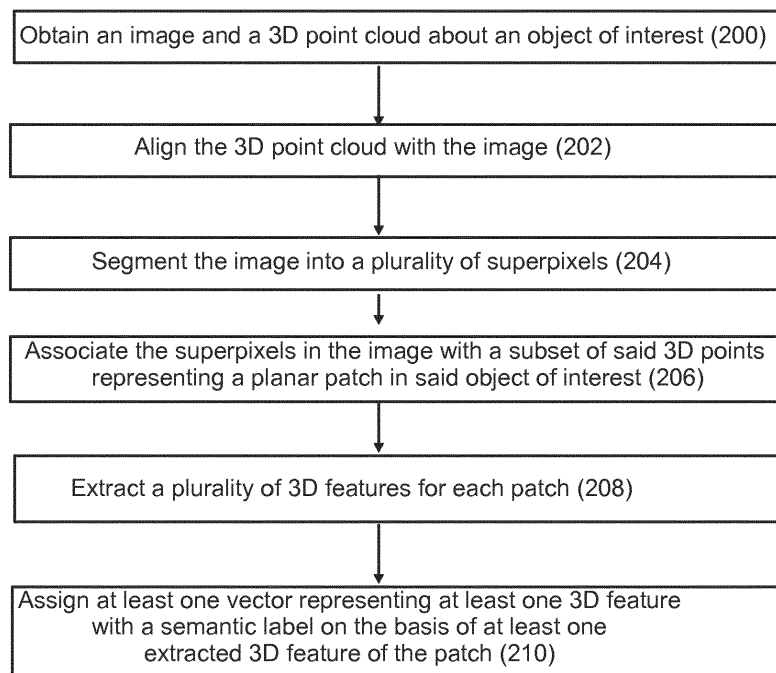 Obtain an image and a 3D point cloud about an object of interest (200)
Align the 3D point cloud with the image (202)
Segment the image into a plurality of superpixels (204)
Associate the superpixels in the image with a subset of said 3D points
representing a planar patch in said object of interest (206)
Extract a plurality of 3D features for each patch (208)
Assign at least one vector representing at least one 3D feature
with a semantic label on the basis of at least one
extracted 3D feature of the patch (210)